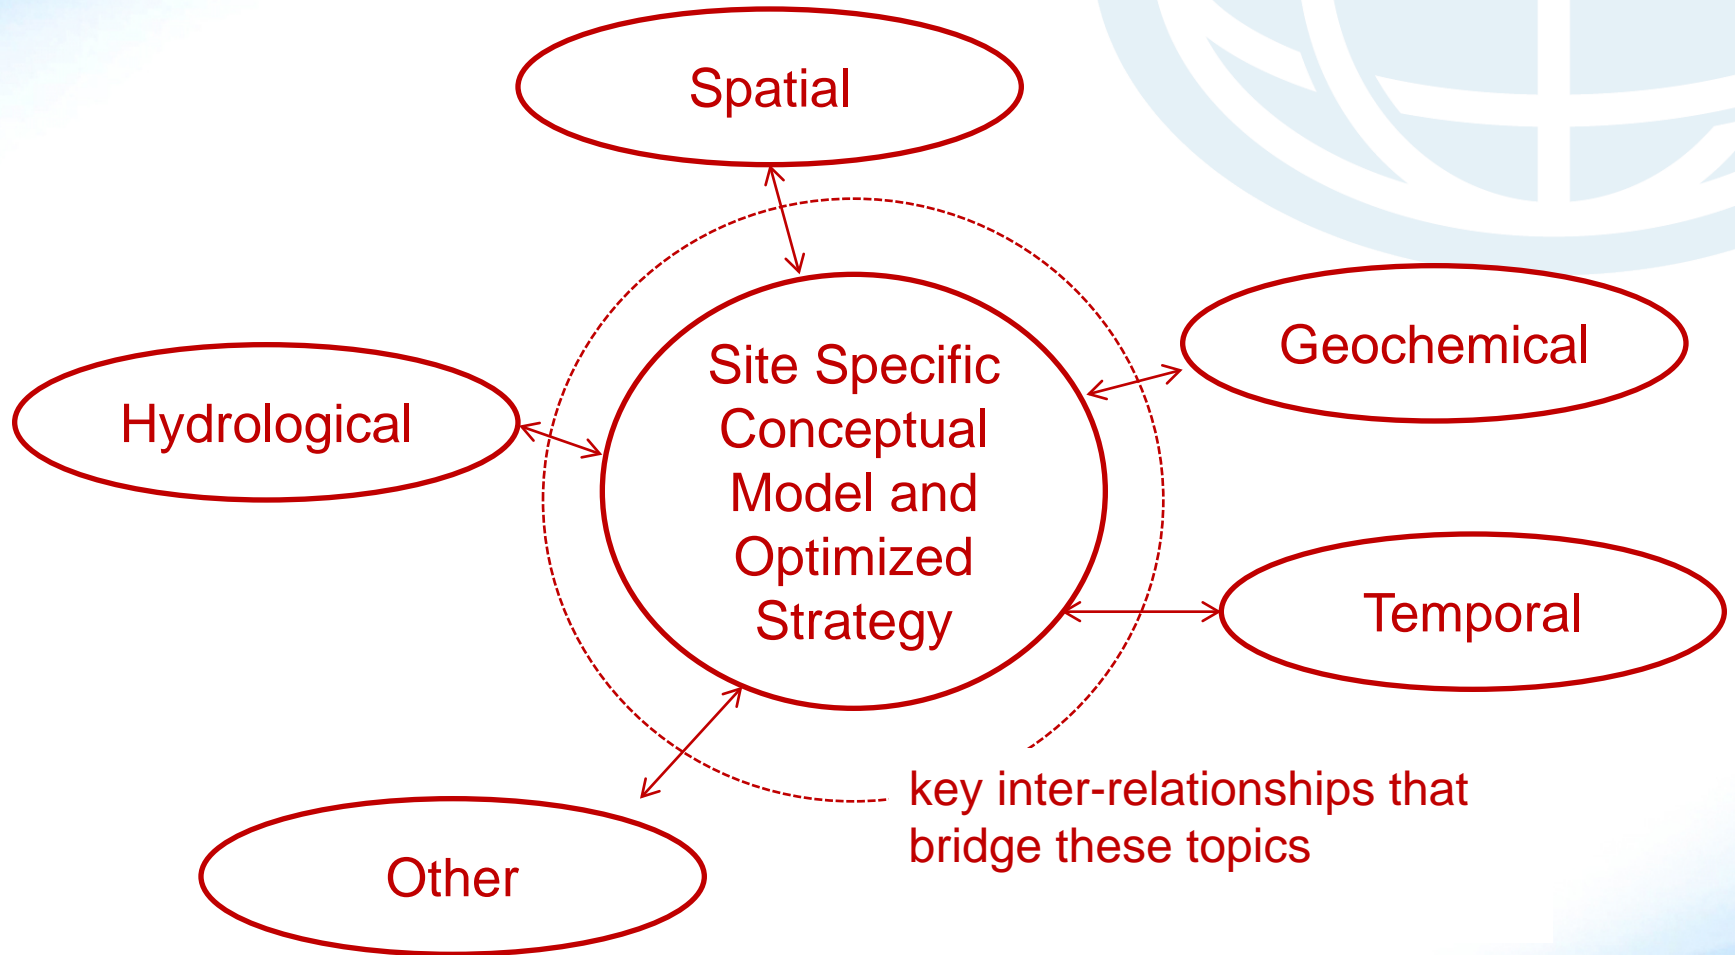 Spatial
Geochemical
Hydrological
Site Specific
Conceptual
Model and
Optimized
Strategy
Temporal
key inter-relationships that
bridge these topics
Other